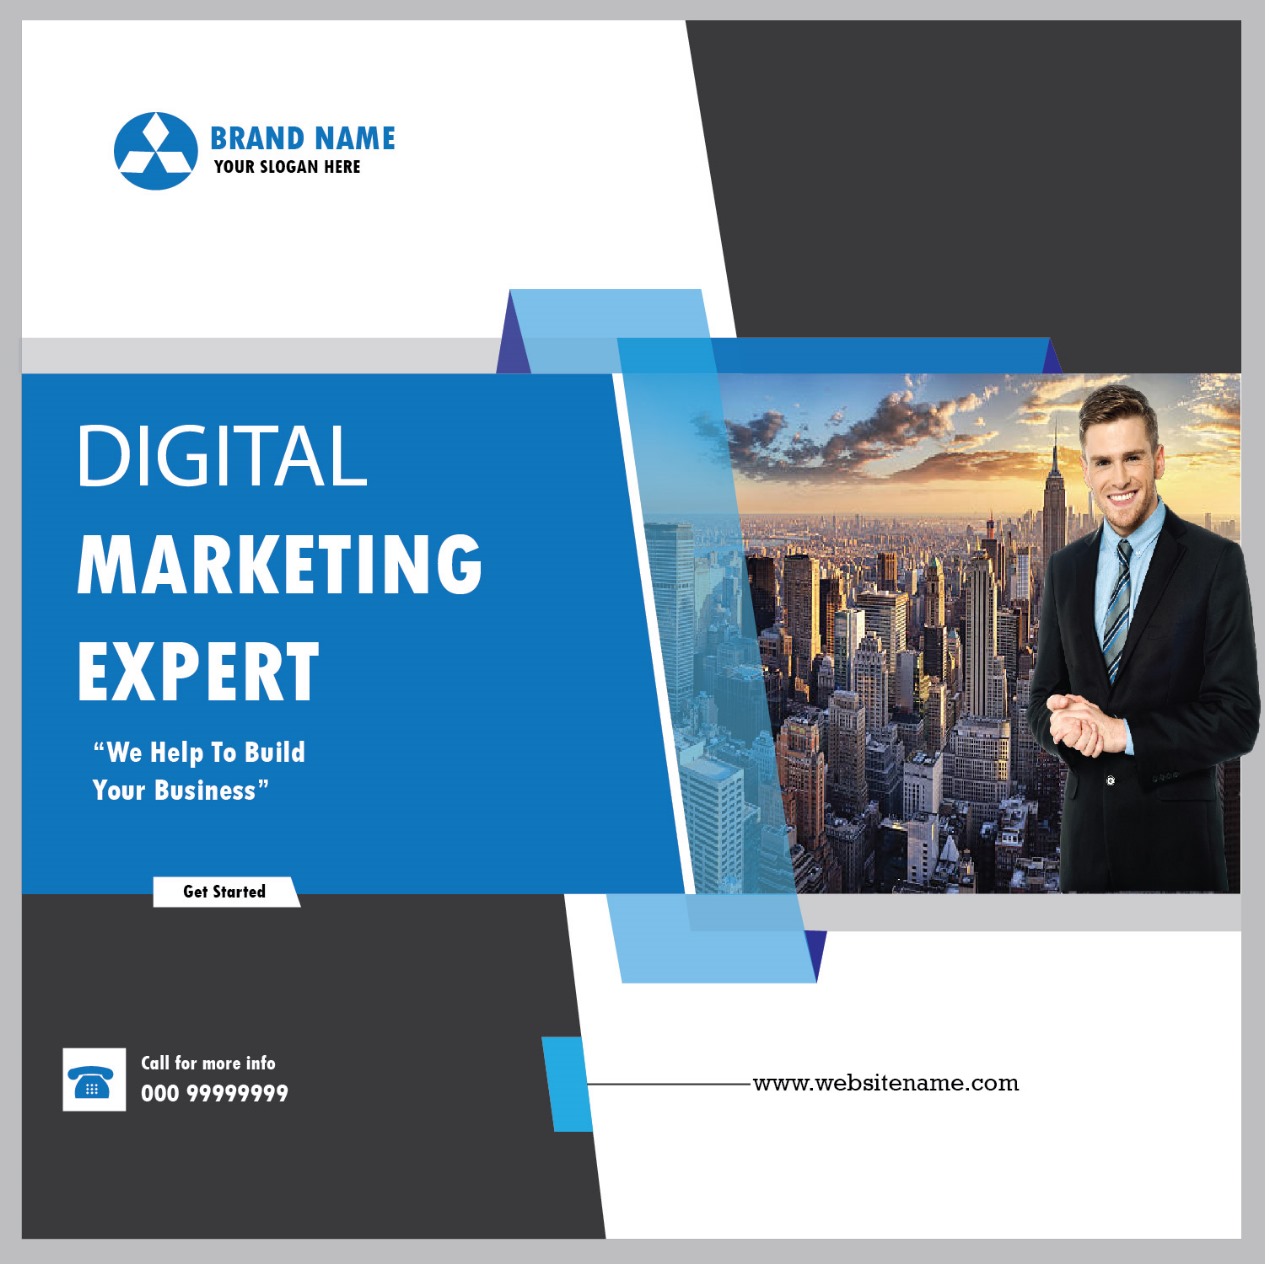 BRAND NAME
YOUR SLOGAN HERE
DIGITAL
MARKETING
EXPERT
“We Help To Build
Your Business”
Get Started
Call for more info
000 99999999
www.websitename.com